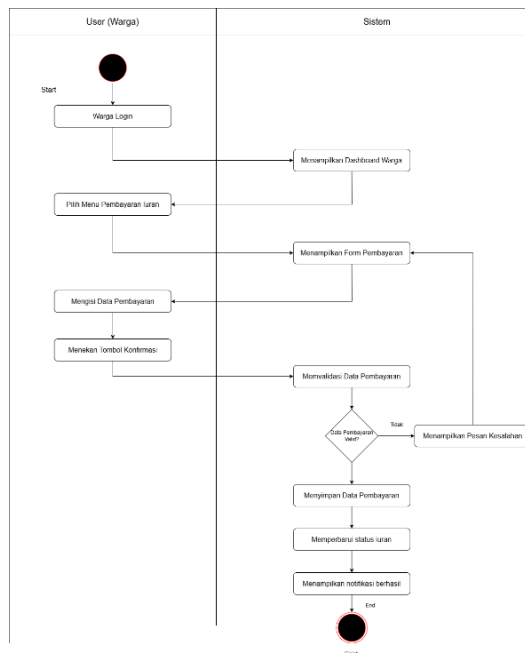 User (Warga)
Sistem
Start
Warga Login
Menampilkan Dashboard Warga
Pilih Menu Pembayaran Iuran
Menampilkan Form Pembayaran
Mengisi Data Pembayaran
Menekan Tombol Konfirmasi
Memvalidasi Data Pembayaran
Data Pembayaran
Valid?
Tidak
Menampilkan Pesan Kesalahan
Menyimpan Data Pembayaran
Memperbarui status iuran
Menampilkan notifikasi berhasil
End